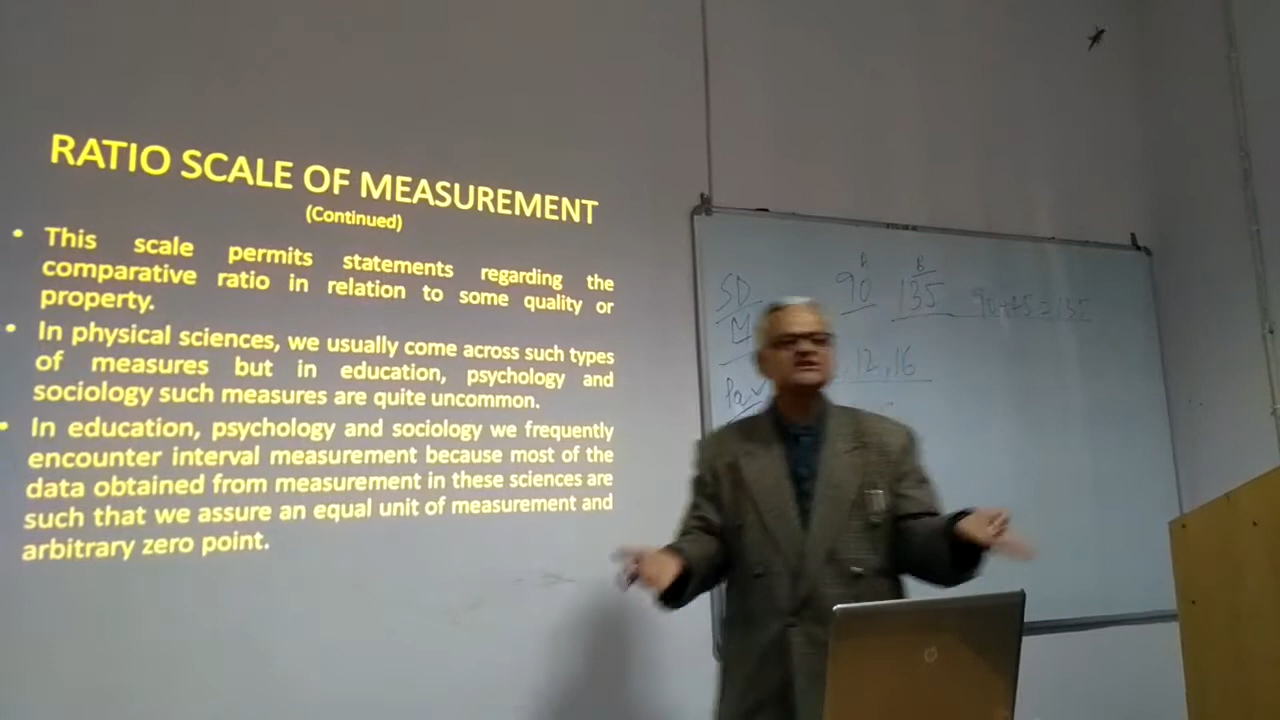 RATIO SCALE OF MEASUREMENT
(Continued)
• This scale permits statements regarding the
comparative ratio in relation to some quality or
property.
• In physical sciences, we usually come across such types
of measures but in education, psychology and
sociology such measures are quite uncommon.
• In education, psychology and sociology we frequently
encounter interval measurement because most of the
data obtained from measurement in these sciences are
such that we assure an equal unit of measurement and
arbitrary zero point.
SD
M
90
B
135
90+45=135
,12,16
hp